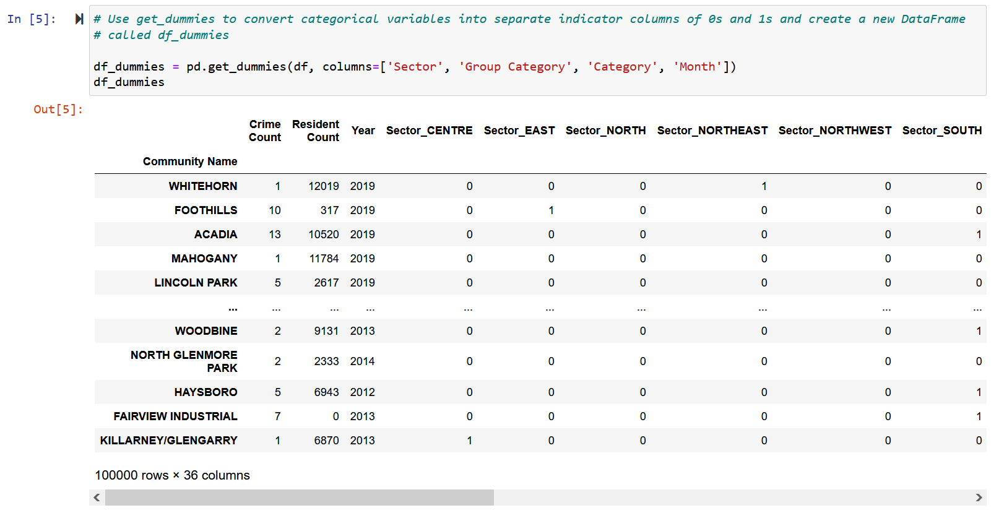 In [5]:
# Use get_dummies to convert categorical variables into separate indicator columns of 0s and 1s and create a new DataFrame
# called df_dummies
df_dummies = pd.get_dummies(df, columns=['Sector', 'Group Category', 'Category', 'Month'])
df_dummies
Out[5]:
Crime Count Resident Count Year Sector_CENTRE Sector_EAST Sector_NORTH Sector_NORTHEAST Sector_NORTHWEST Sector_SOUTH
Community Name
WHITEHORN 1 12019 2019 0 0 0 1 0 0
FOOTHILLS 10 317 2019 0 1 0 0 0 0
ACADIA 13 10520 2019 0 0 0 0 0 1
MAHOGANY 1 11784 2019 0 0 0 0 0 0
LINCOLN PARK 5 2617 2019 0 0 0 0 0 0
... ... ... ... ... ... ... ... ... ...
WOODBINE 2 9131 2013 0 0 0 0 0 1
NORTH GLENMORE PARK 2 2333 2014 0 0 0 0 0 0
HAYSBORO 5 6943 2012 0 0 0 0 0 1
FAIRVIEW INDUSTRIAL 7 0 2013 0 0 0 0 0 1
KILLARNEY/GLENGARRY 1 6870 2013 1 0 0 0 0 0
100000 rows × 36 columns